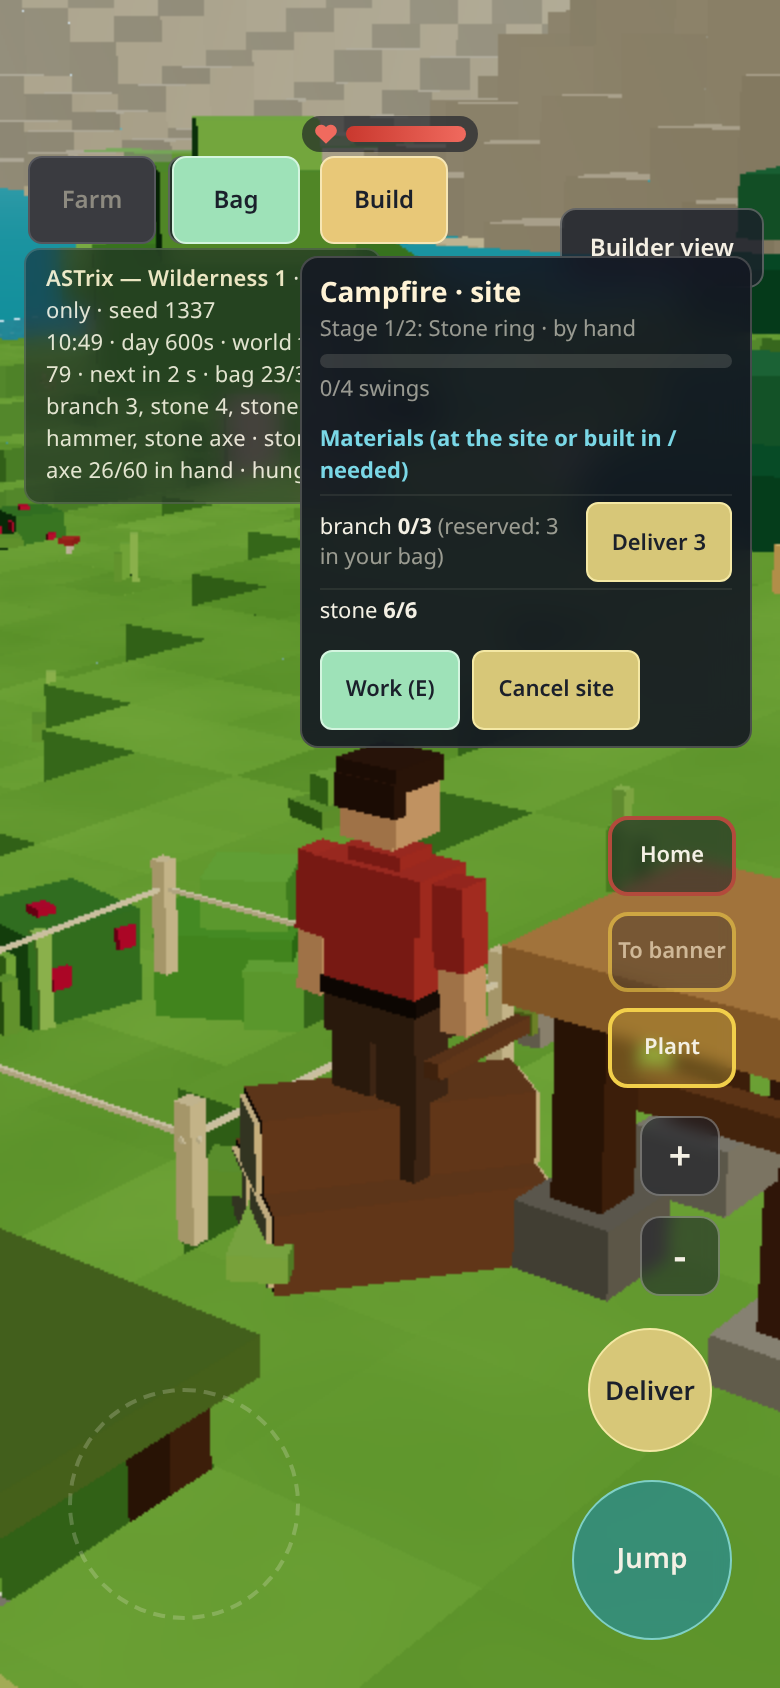 Farm
Bag
Build
Builder view
ASTrix — Wilderness 1 ·
only · seed 1337
10:49 · day 600s · world
79 · next in 2 s · bag 23/3
branch 3, stone 4, stone
hammer, stone axe ·
axe 26/60 in hand ·
Campfire · site
Stage 1/2: Stone ring · by hand
0/4 swings
Materials (at the site or built in /
needed)
branch 0/3 (reserved: 3
in your bag)
Deliver 3
stone 6/6
Work (E)
Cancel site
Home
To banner
Plant
+
-
Deliver
Jump